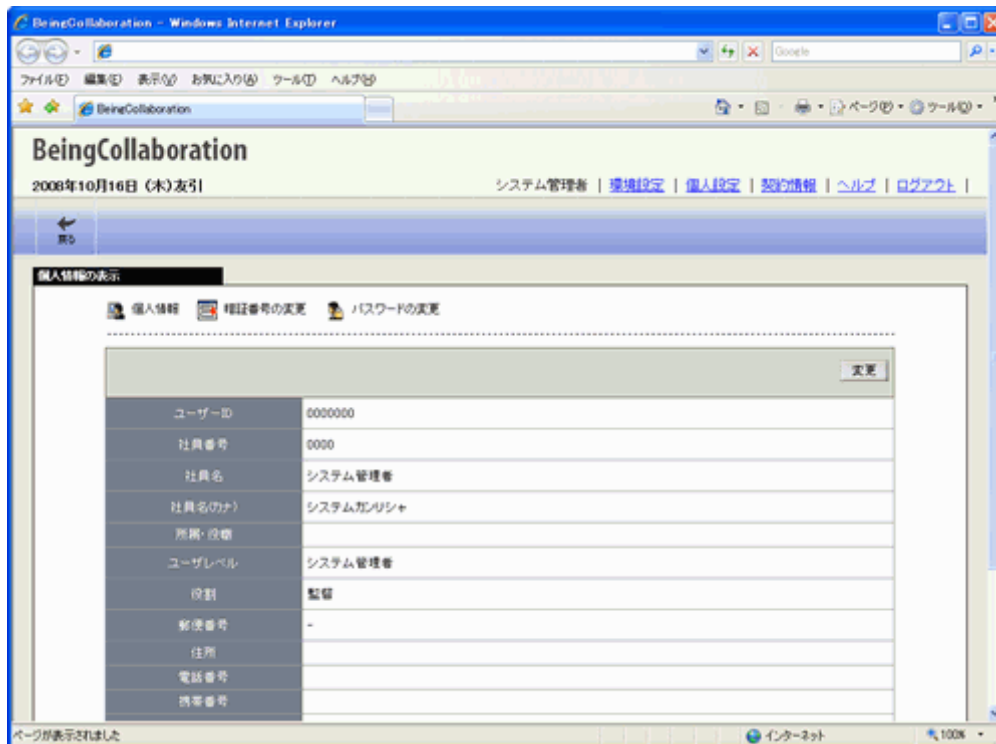 BeingCollaboration - Windows Internet Explorer
Google
ファイル(F) 編集(E) 表示(V) お気に入り(A) ツール(T) ヘルプ(H)
BeingCollaboration
ページ(P) ツール(O)
BeingCollaboration
2008年10月16日 (木)友引
システム管理者 | 環境設定 | 個人設定 | 契約情報 | ヘルプ | ログアウト |
戻る
個人情報の表示
個人情報 暗証番号の変更 パスワードの変更
変更
ユーザーID 0000000
社員番号 0000
社員名 システム管理者
社員名(カナ) システムカンリシャ
所属・役職
ユーザレベル システム管理者
役割 監督
郵便番号 -
住所
電話番号
携帯番号
ページが表示されました インターネット 100%